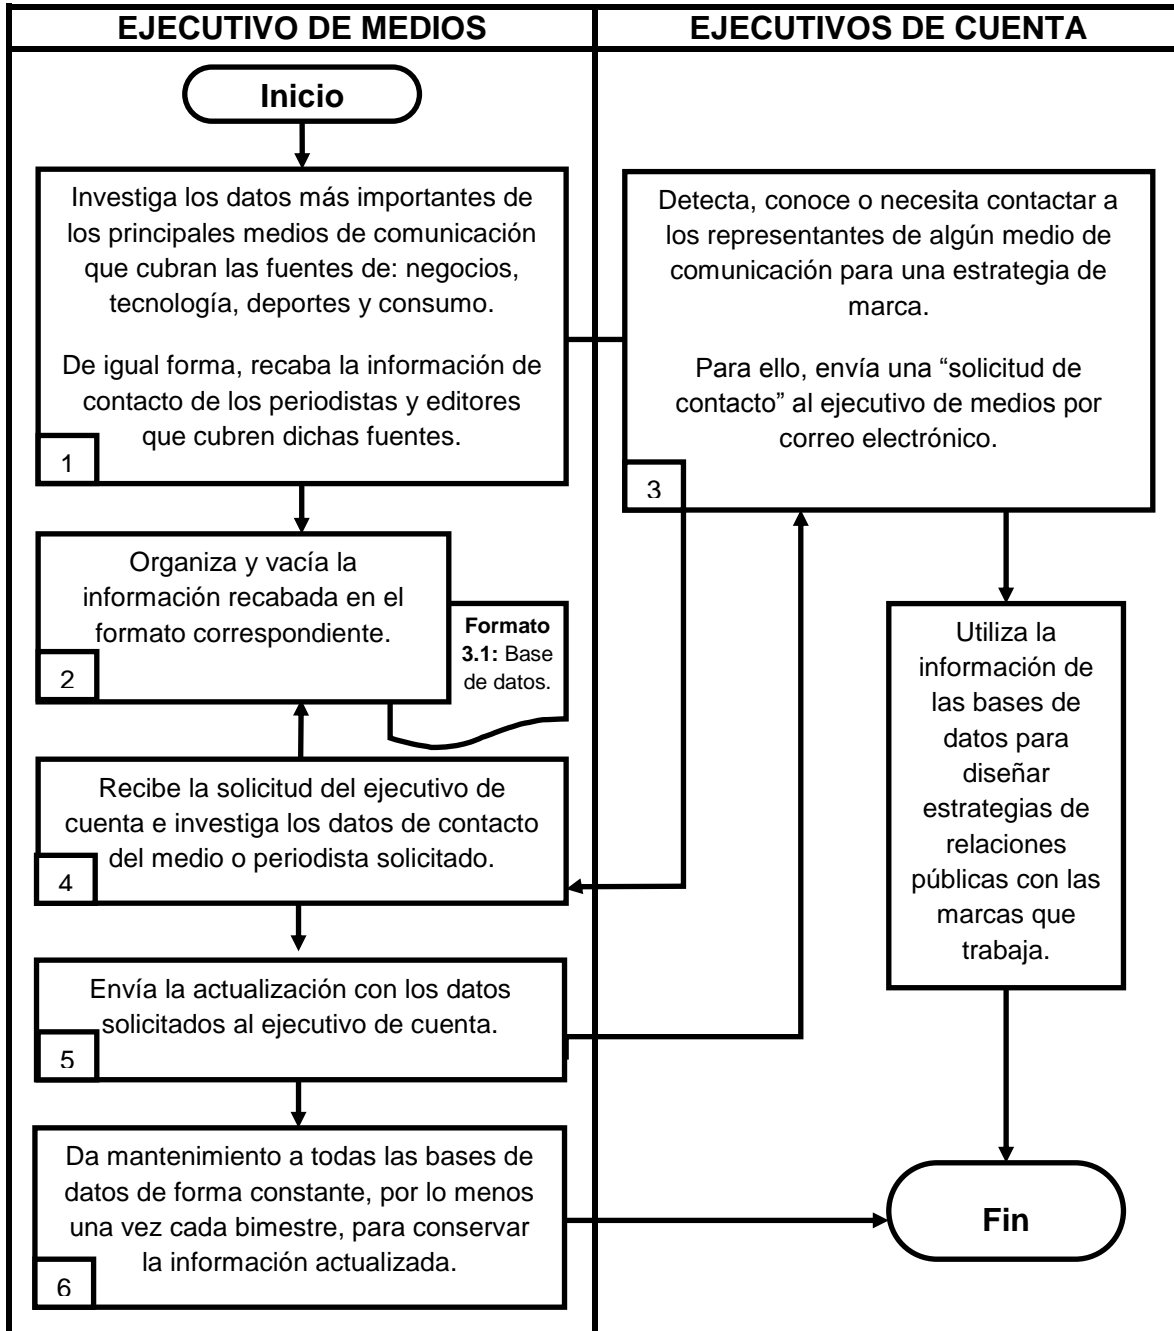 EJECUTIVO DE MEDIOS
EJECUTIVOS DE CUENTA
Inicio
Investiga los datos más importantes de
los principales medios de comunicación
que cubran las fuentes de: negocios,
tecnología, deportes y consumo.
De igual forma, recaba la información de
contacto de los periodistas y editores
que cubren dichas fuentes.
1
Organiza y vacía la
información recabada en el
formato correspondiente.
2
Formato
3.1: Base
de datos.
Detecta, conoce o necesita contactar a
los representantes de algún medio de
comunicación para una estrategia de
marca.
Para ello, envía una “solicitud de
contacto” al ejecutivo de medios por
correo electrónico.
3
Recibe la solicitud del ejecutivo de
cuenta e investiga los datos de contacto
del medio o periodista solicitado.
4
Envía la actualización con los datos
solicitados al ejecutivo de cuenta.
5
Da mantenimiento a todas las bases de
datos de forma constante, por lo menos
una vez cada bimestre, para conservar
la información actualizada.
6
Utiliza la
información de
las bases de
datos para
diseñar
estrategias de
relaciones
públicas con las
marcas que
trabaja.
Fin